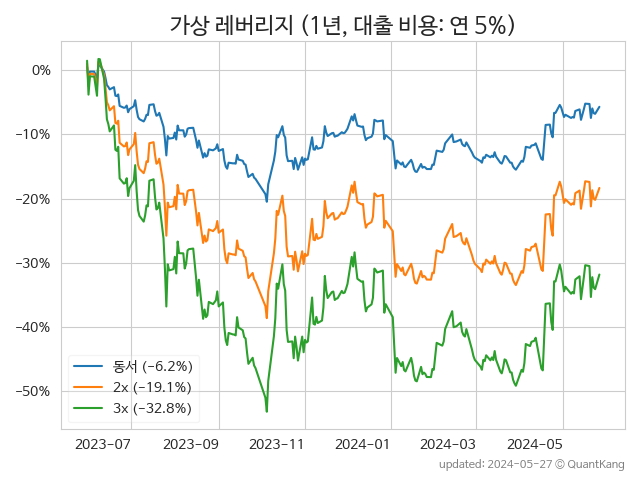 가상 레버리지 (1년, 대출 비용: 연 5%)
0%
-10%
-20%
-30%
-40%
-50%
동서 (-6.2%)
2x (-19.1%)
3x (-32.8%)
2023-07
2023-09
2023-11
2024-01
2024-03
2024-05
updated: 2024-05-27 © QuantKang